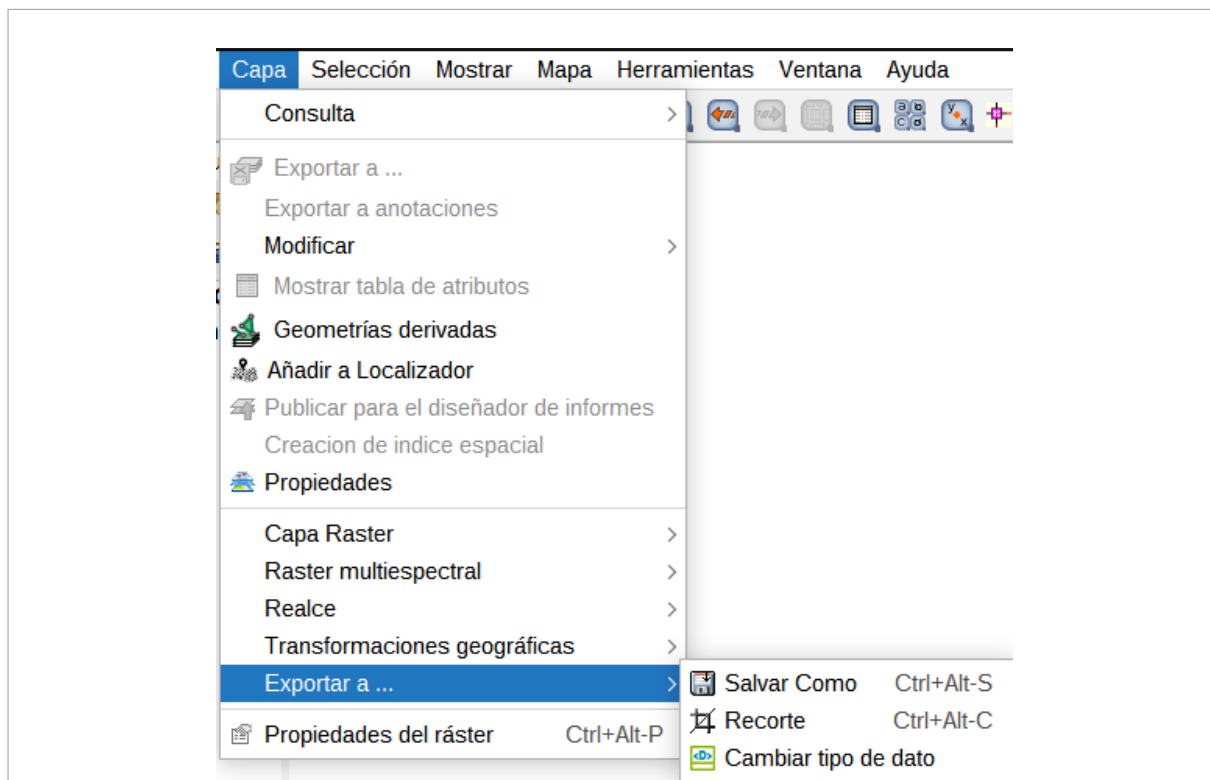 Capa Selección Mostrar Mapa Herramientas Ventana Ayuda
Consulta
Exportar a ...
Exportar a anotaciones
Modificar
Mostrar tabla de atributos
Geometrías derivadas
Añadir a Localizador
Publicar para el diseñador de informes
Creacion de indice espacial
Propiedades
Capa Raster
Raster multiespectral
Realce
Transformaciones geográficas
Exportar a ...
Salvar Como Ctrl+Alt-S
Recorte Ctrl+Alt-C
Propiedades del ráster Ctrl+Alt-P
Cambiar tipo de dato